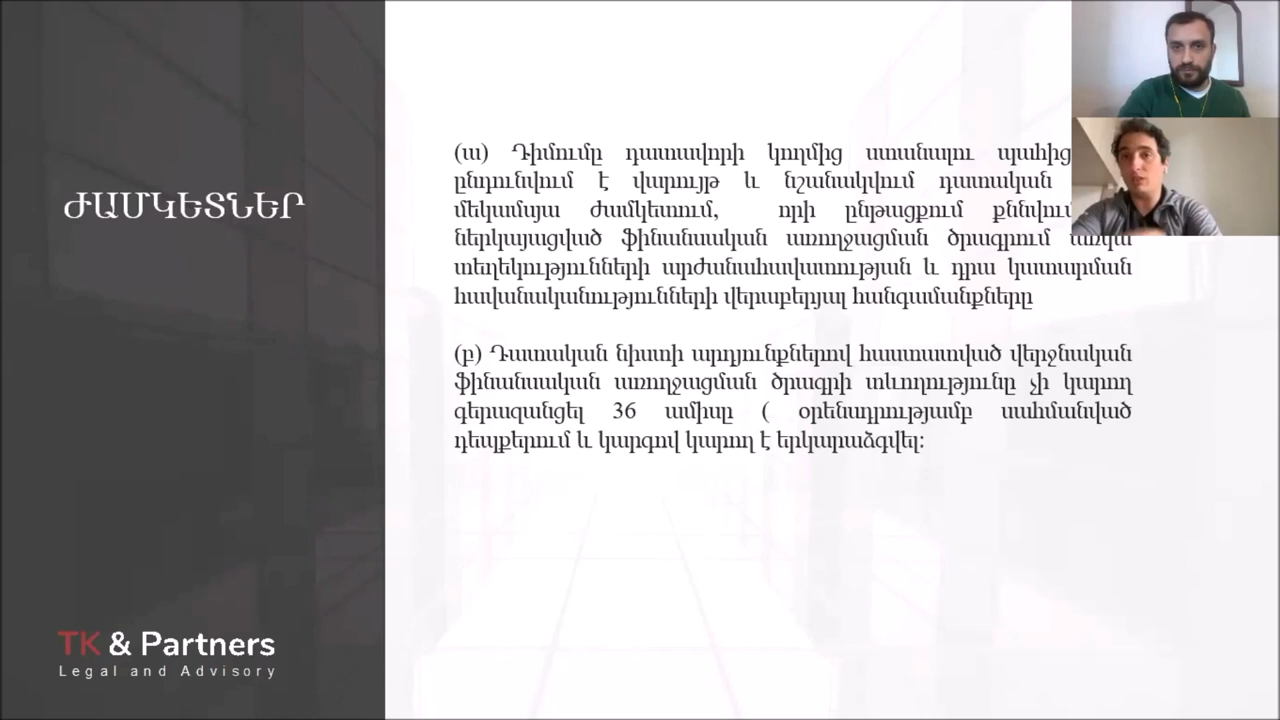 ԺԱՄԿԵՏՆԵՐ
(ա) Դիմումը դատավորի կողմից ստանալու պահից
ընդունվում է վարույթ և նշանակվում դատական
մեկամսյա ժամկետում, որի ընթացքում քննվում
ներկայացված ֆինանսական առողջացման ծրագրում առկա
տեղեկությունների արժանահավատության և դրա կատարման
հավանականությունների վերաբերյալ հանգամանքները
(բ) Դատական նիստի արդյունքներով հաստատված վերջնական
ֆինանսական առողջացման ծրագրի տևողությունը չի կարող
գերազանցել 36 ամիսը ( օրենսդրությամբ սահմանված
դեպքերում և կարգով կարող է երկարաձգվել:
TK & Partners
Legal and Advisory